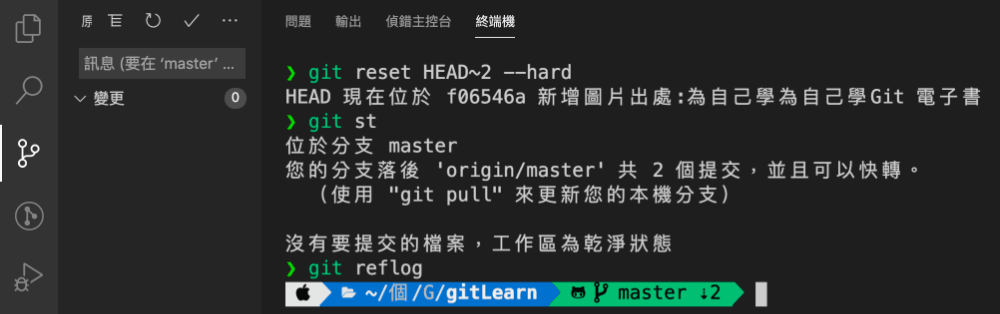 問題 輸出 偵錯主控台 終端機
訊息 (要在 'master' ...
變更 0
❯ git reset HEAD~2 --hard
HEAD 現在位於 f06546a 新增圖片出處:為自己學為自己學Git 電子書
❯ git st
位於分支 master
您的分支落後 'origin/master' 共 2 個提交，並且可以快轉。
（使用 "git pull" 來更新您的本機分支）
沒有要提交的檔案，工作區為乾淨狀態
❯ git reflog
~/個/G/gitLearn master ⇣2